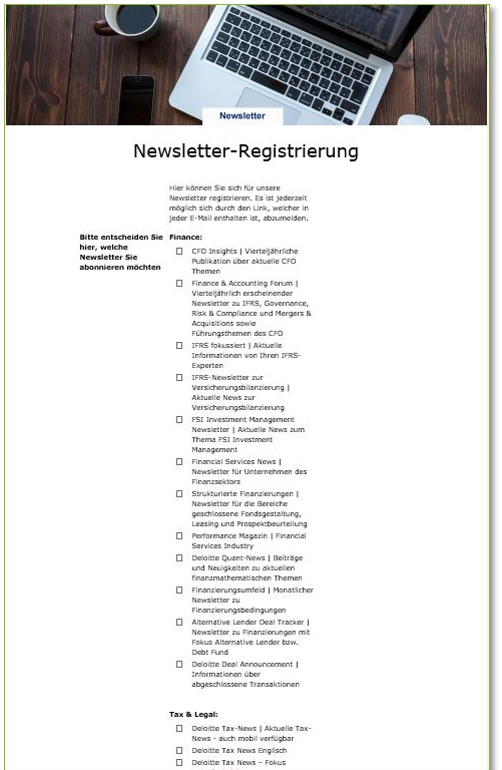 Newsletter
Newsletter-Registrierung
Hier können Sie sich für unsere
Newsletter registrieren. Es ist jederzeit
möglich sich durch den Link, welcher in
jeder E-Mail enthalten ist, abzumelden.
Bitte entscheiden Sie
hier, welche
Newsletter Sie
abonnieren möchten
Finance:
CFO Insights | Vierteljährliche
Publikation über aktuelle CFO
Themen
Finance & Accounting Forum |
Vierteljährlich erscheinender
Newsletter zu IFRS, Governance,
Risk & Compliance und Mergers &
Acquisitions sowie
Führungsthemen des CFO
IFRS fokussiert | Aktuelle
Informationen von Ihren IFRS-
Experten
IFRS-Newsletter zur
Versicherungsbilanzierung |
Aktuelle News zur
Versicherungsbilanzierung
FSI Investment Management
Newsletter | Aktuelle News zum
Thema FSI Investment
Management
Financial Services News |
Newsletter für Unternehmen des
Finanzsektors
Strukturierte Finanzierungen |
Newsletter für die Bereiche
geschlossene Fondsgestaltung,
Leasing und Prospektbeurteilung
Performance Magazin | Financial
Services Industry
Deloitte Quant-News | Beiträge
und Neuigkeiten zu aktuellen
finanzmathematischen Themen
Finanzierungsumfeld | Monatlicher
Newsletter zu
Finanzierungsbedingungen
Alternative Lender Deal Tracker |
Newsletter zu Finanzierungen mit
Fokus Alternative Lender bzw.
Debt Fund
Deloitte Deal Announcement |
Informationen über
abgeschlossene Transaktionen
Tax & Legal:
Deloitte Tax-News | Aktuelle Tax-
News - auch mobil verfügbar
Deloitte Tax News Englisch
Deloitte Tax News – Fokus